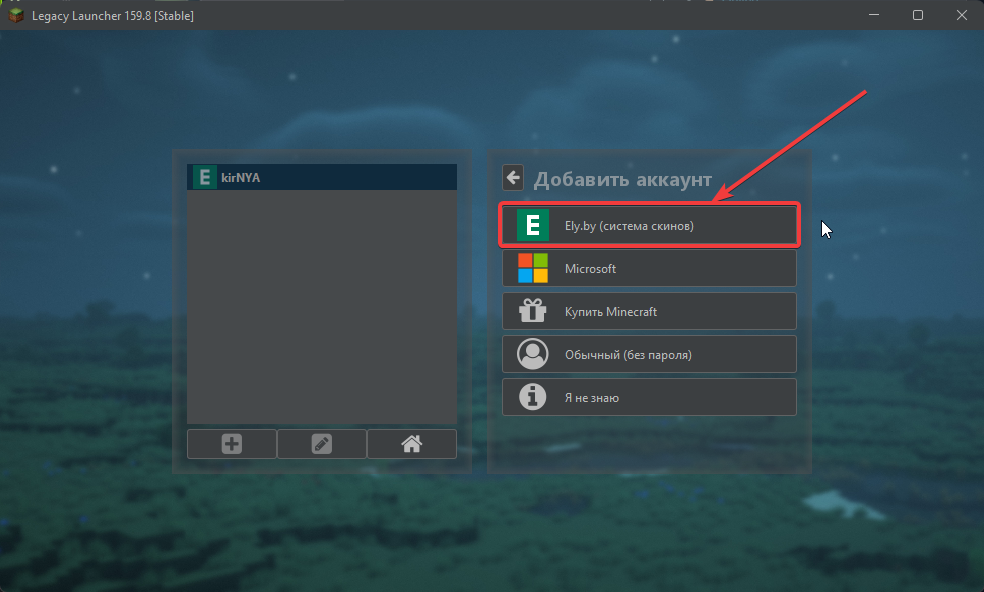 Legacy Launcher 159.8 [Stable]
E kirNYA
Добавить аккаунт
E Ely.by (система скинов)
Microsoft
Купить Minecraft
Обычный (без пароля)
Я не знаю